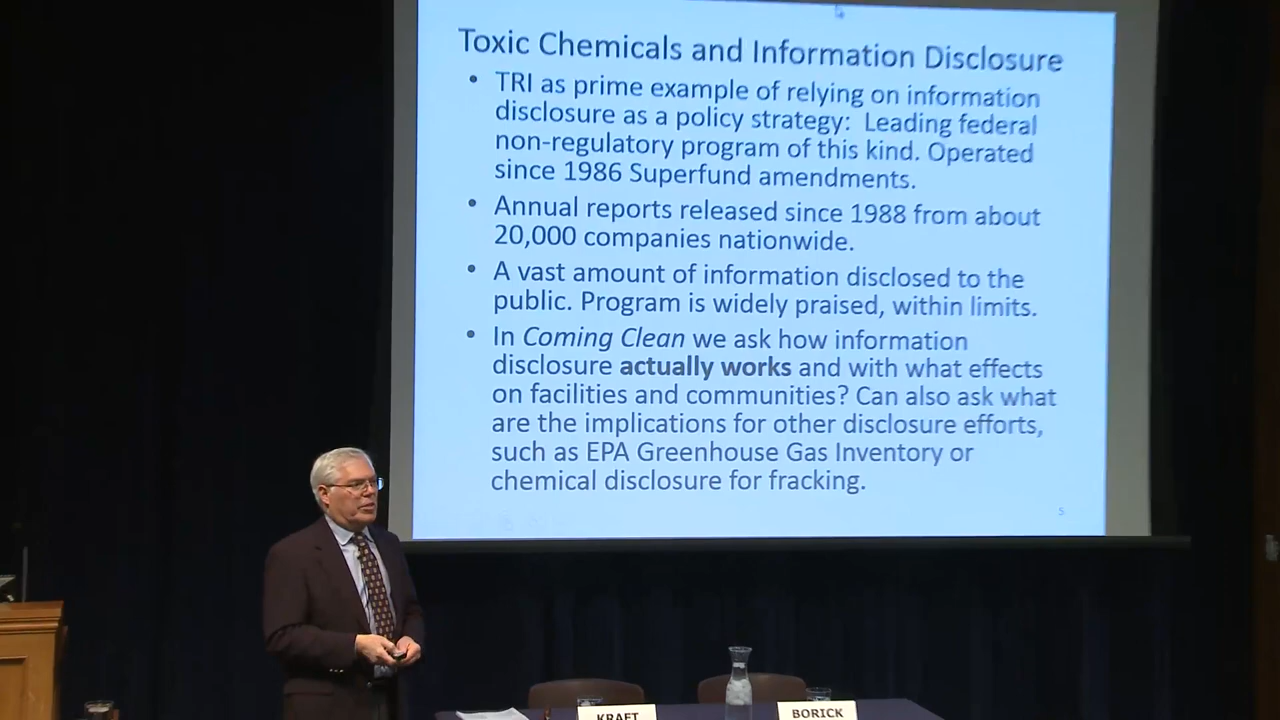 Toxic Chemicals and Information Disclosure
• TRI as prime example of relying on information
disclosure as a policy strategy: Leading federal
non-regulatory program of this kind. Operated
since 1986 Superfund amendments.
• Annual reports released since 1988 from about
20,000 companies nationwide.
• A vast amount of information disclosed to the
public. Program is widely praised, within limits.
• In Coming Clean we ask how information
disclosure actually works and with what effects
on facilities and communities? Can also ask what
are the implications for other disclosure efforts,
such as EPA Greenhouse Gas Inventory or
chemical disclosure for fracking.
5
KRAFT
BORICK